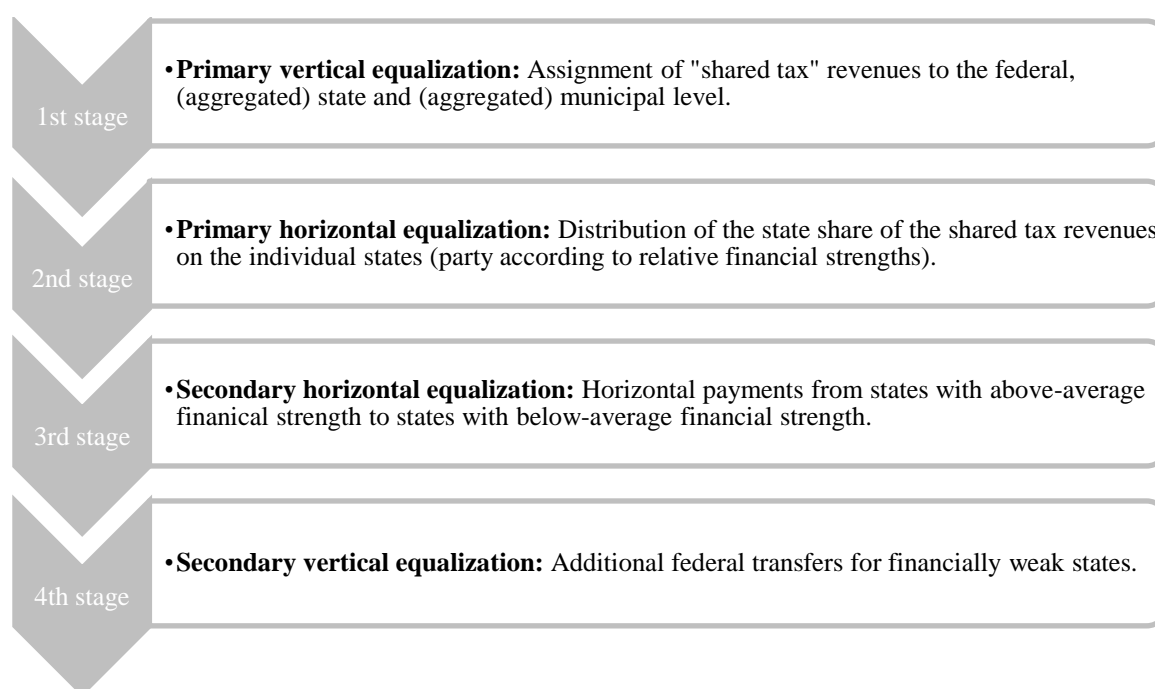 1st stage
•Primary vertical equalization: Assignment of "shared tax" revenues to the federal,
(aggregated) state and (aggregated) municipal level.
2nd stage
•Primary horizontal equalization: Distribution of the state share of the shared tax revenues
on the individual states (party according to relative financial strengths).
3rd stage
•Secondary horizontal equalization: Horizontal payments from states with above-average
finanical strength to states with below-average financial strength.
4th stage
•Secondary vertical equalization: Additional federal transfers for financially weak states.